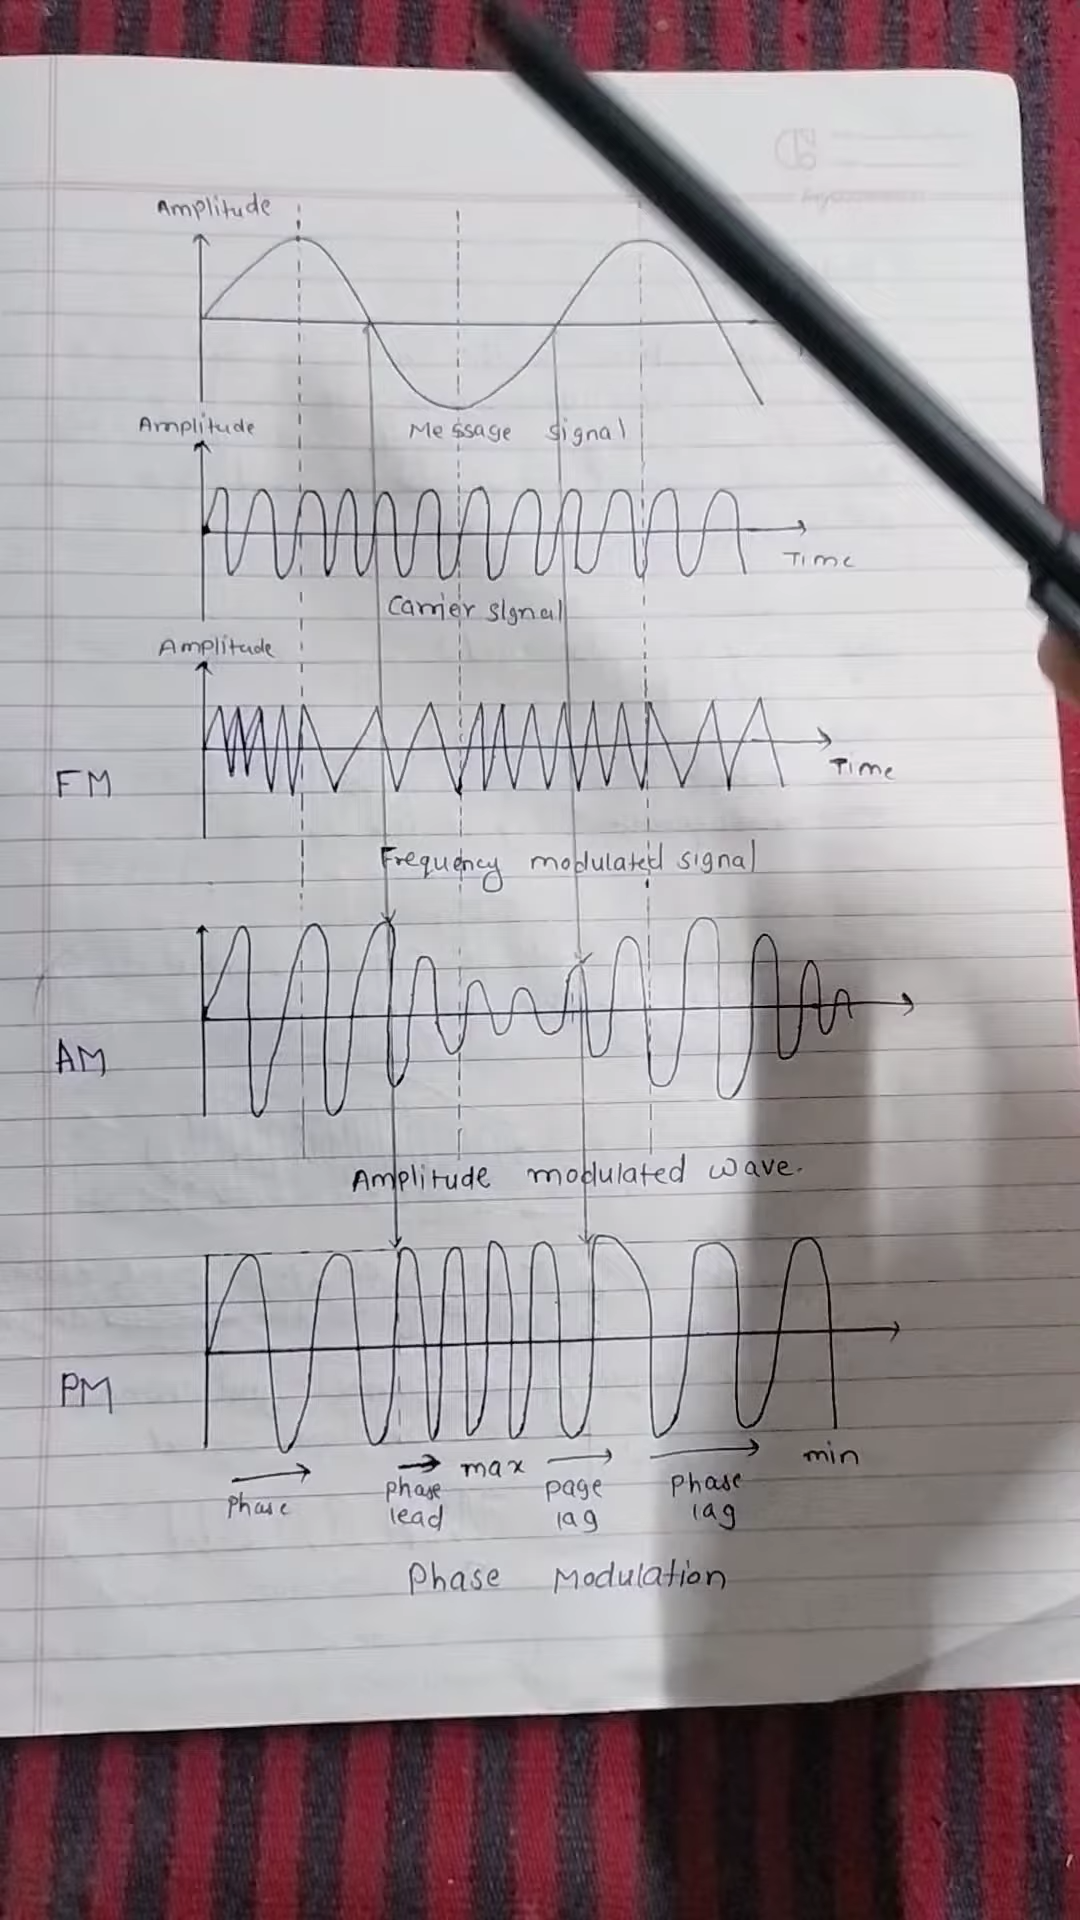 Amplitude
Message signal
Amplitude
Time
Carrier signal
Amplitude
FM
Time
Frequency modulated signal
AM
Amplitude modulated wave.
PM
phase
phase lead
max
page lag
phase lag
min
Phase Modulation